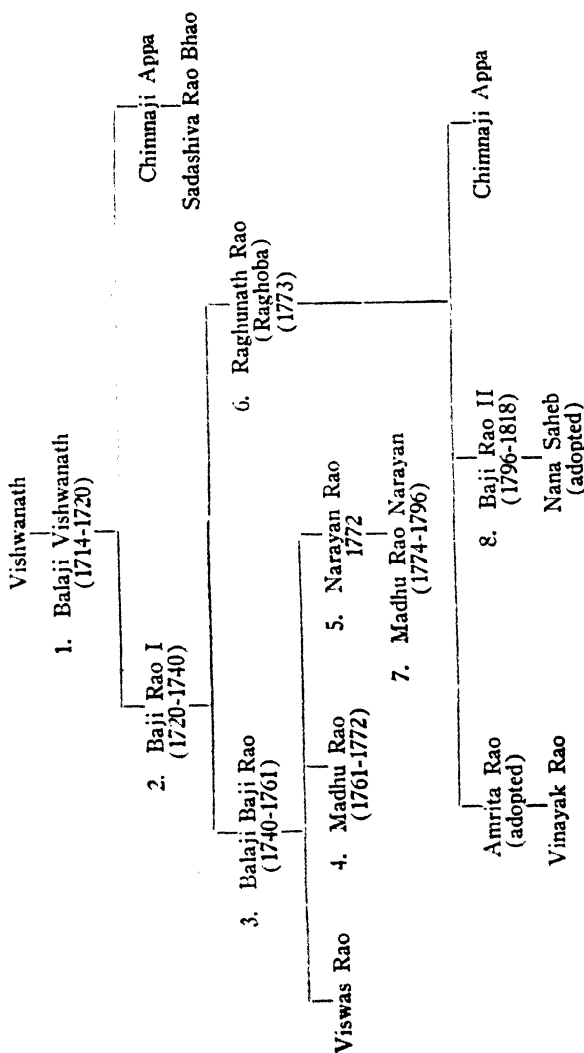 Vishwanath
1. Balaji Vishwanath
(1714-1720)
2. Baji Rao I
(1720-1740)
Chimnaji Appa
Sadashiva Rao Bhao
3. Balaji Baji Rao
(1740-1761)
6. Raghunath Rao
(Raghoba)
(1773)
Viswas Rao
4. Madhu Rao
(1761-1772)
5. Narayan Rao
1772
7. Madhu Rao Narayan
(1774-1796)
Amrita Rao
(adopted)
Vinayak Rao
8. Baji Rao II
(1796-1818)
Nana Saheb
(adopted)
Chimnaji Appa